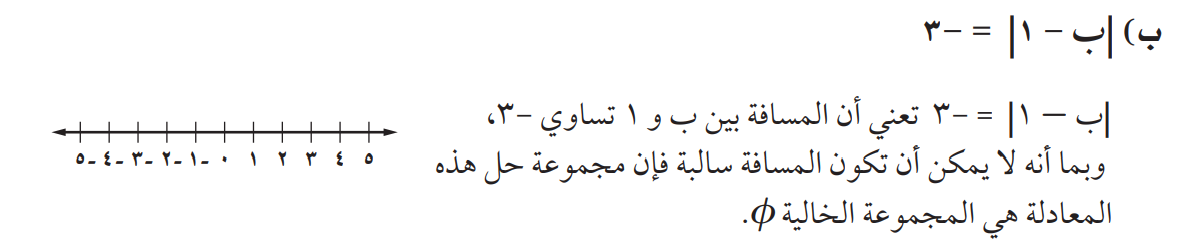 ب) |ب – ١| = –٣
|ب – ١| = –٣ تعني أن المسافة بين ب و ١ تساوي –٣،
وبما أنه لا يمكن أن تكون المسافة سالبة فإن مجموعة حل هذه
المعادلة هي المجموعة الخالية ϕ.
٥- ٤- ٣- ٢- ١- ٠ ١ ٢ ٣ ٤ ٥